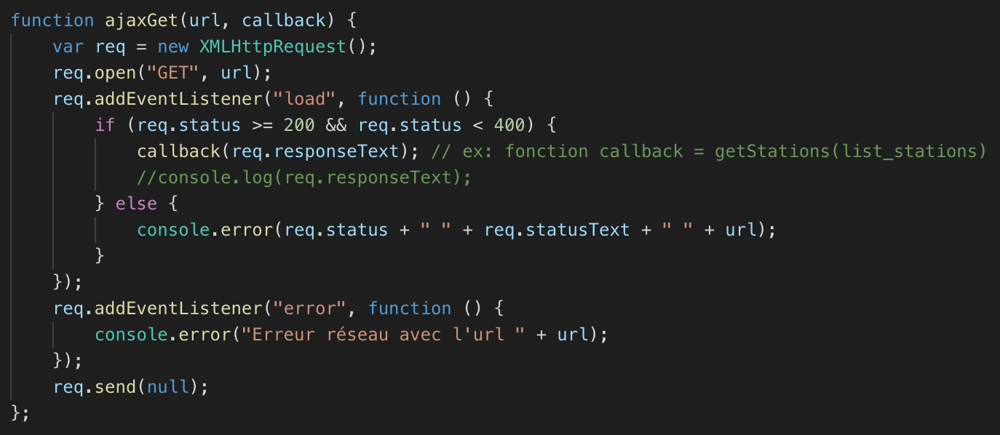 function ajaxGet(url, callback) {
    var req = new XMLHttpRequest();
    req.open("GET", url);
    req.addEventListener("load", function () {
        if (req.status >= 200 && req.status < 400) {
            callback(req.responseText); // ex: fonction callback = getStations(list_stations)
            //console.log(req.responseText);
        } else {
            console.error(req.status + " " + req.statusText + " " + url);
        }
    });
    req.addEventListener("error", function () {
        console.error("Erreur réseau avec l'url " + url);
    });
    req.send(null);
};